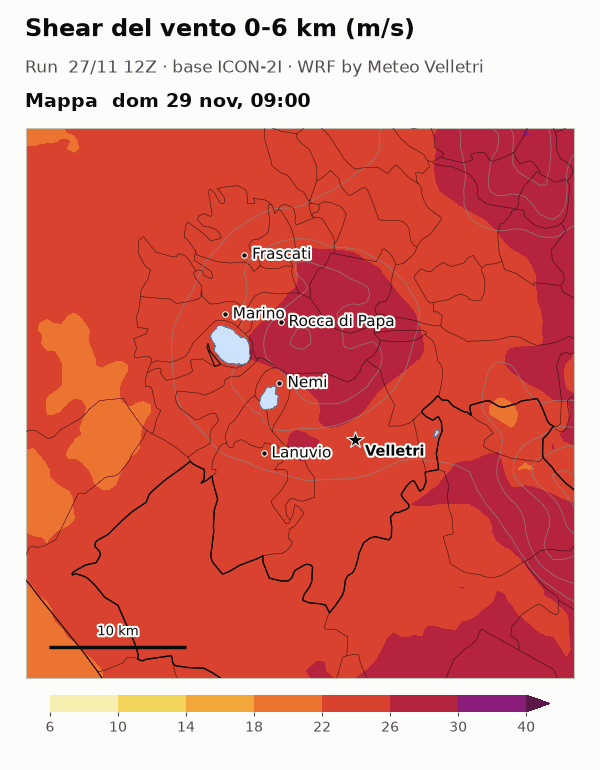 Shear del vento 0-6 km (m/s)
Run  27/11 12Z · base ICON-2I · WRF by Meteo Velletri
Mappa  dom 29 nov, 09:00
Frascati
Marino
Rocca di Papa
Nemi
Velletri
Lanuvio
10 km
6 10 14 18 22 26 30 40